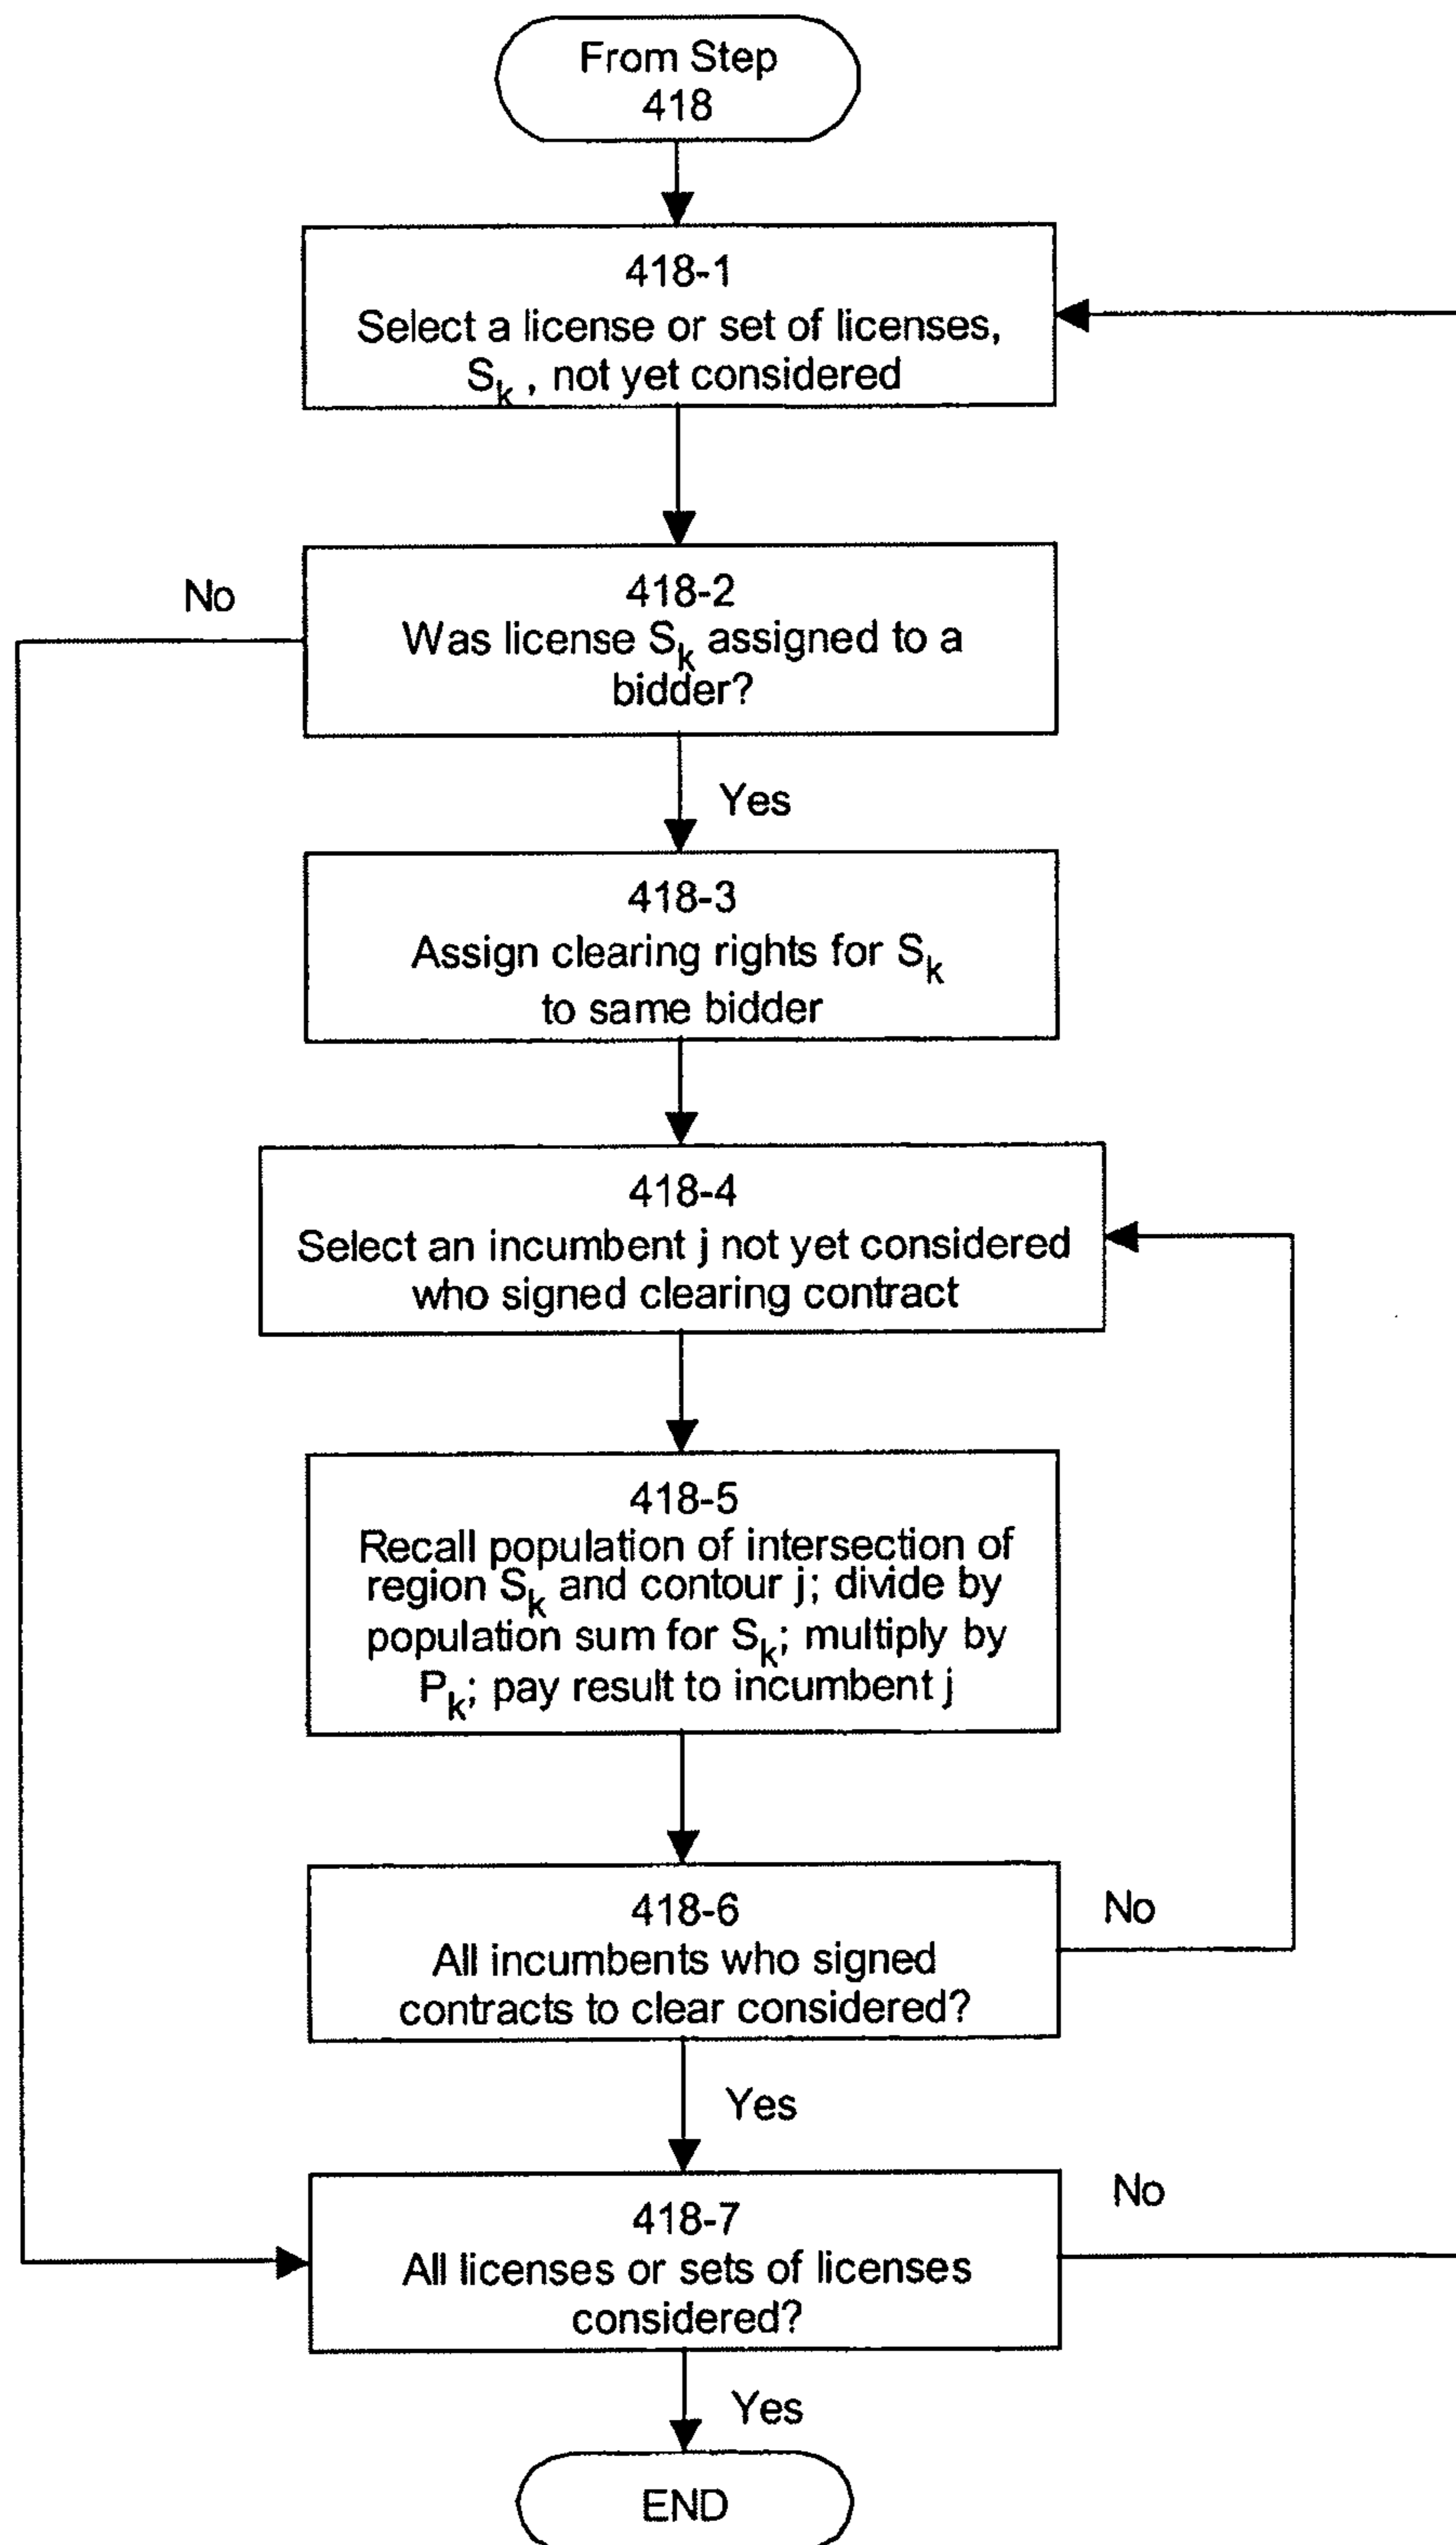 From Step
418
418-1
Select a license or set of licenses,
Sk , not yet considered
418-2
Was license Sk assigned to a
bidder?
No
Yes
418-3
Assign clearing rights for Sk
to same bidder
418-4
Select an incumbent j not yet considered
who signed clearing contract
418-5
Recall population of intersection of
region Sk and contour j; divide by
population sum for Sk; multiply by
Pk; pay result to incumbent j
418-6
All incumbents who signed
contracts to clear considered?
No
Yes
418-7
All licenses or sets of licenses
considered?
No
Yes
END